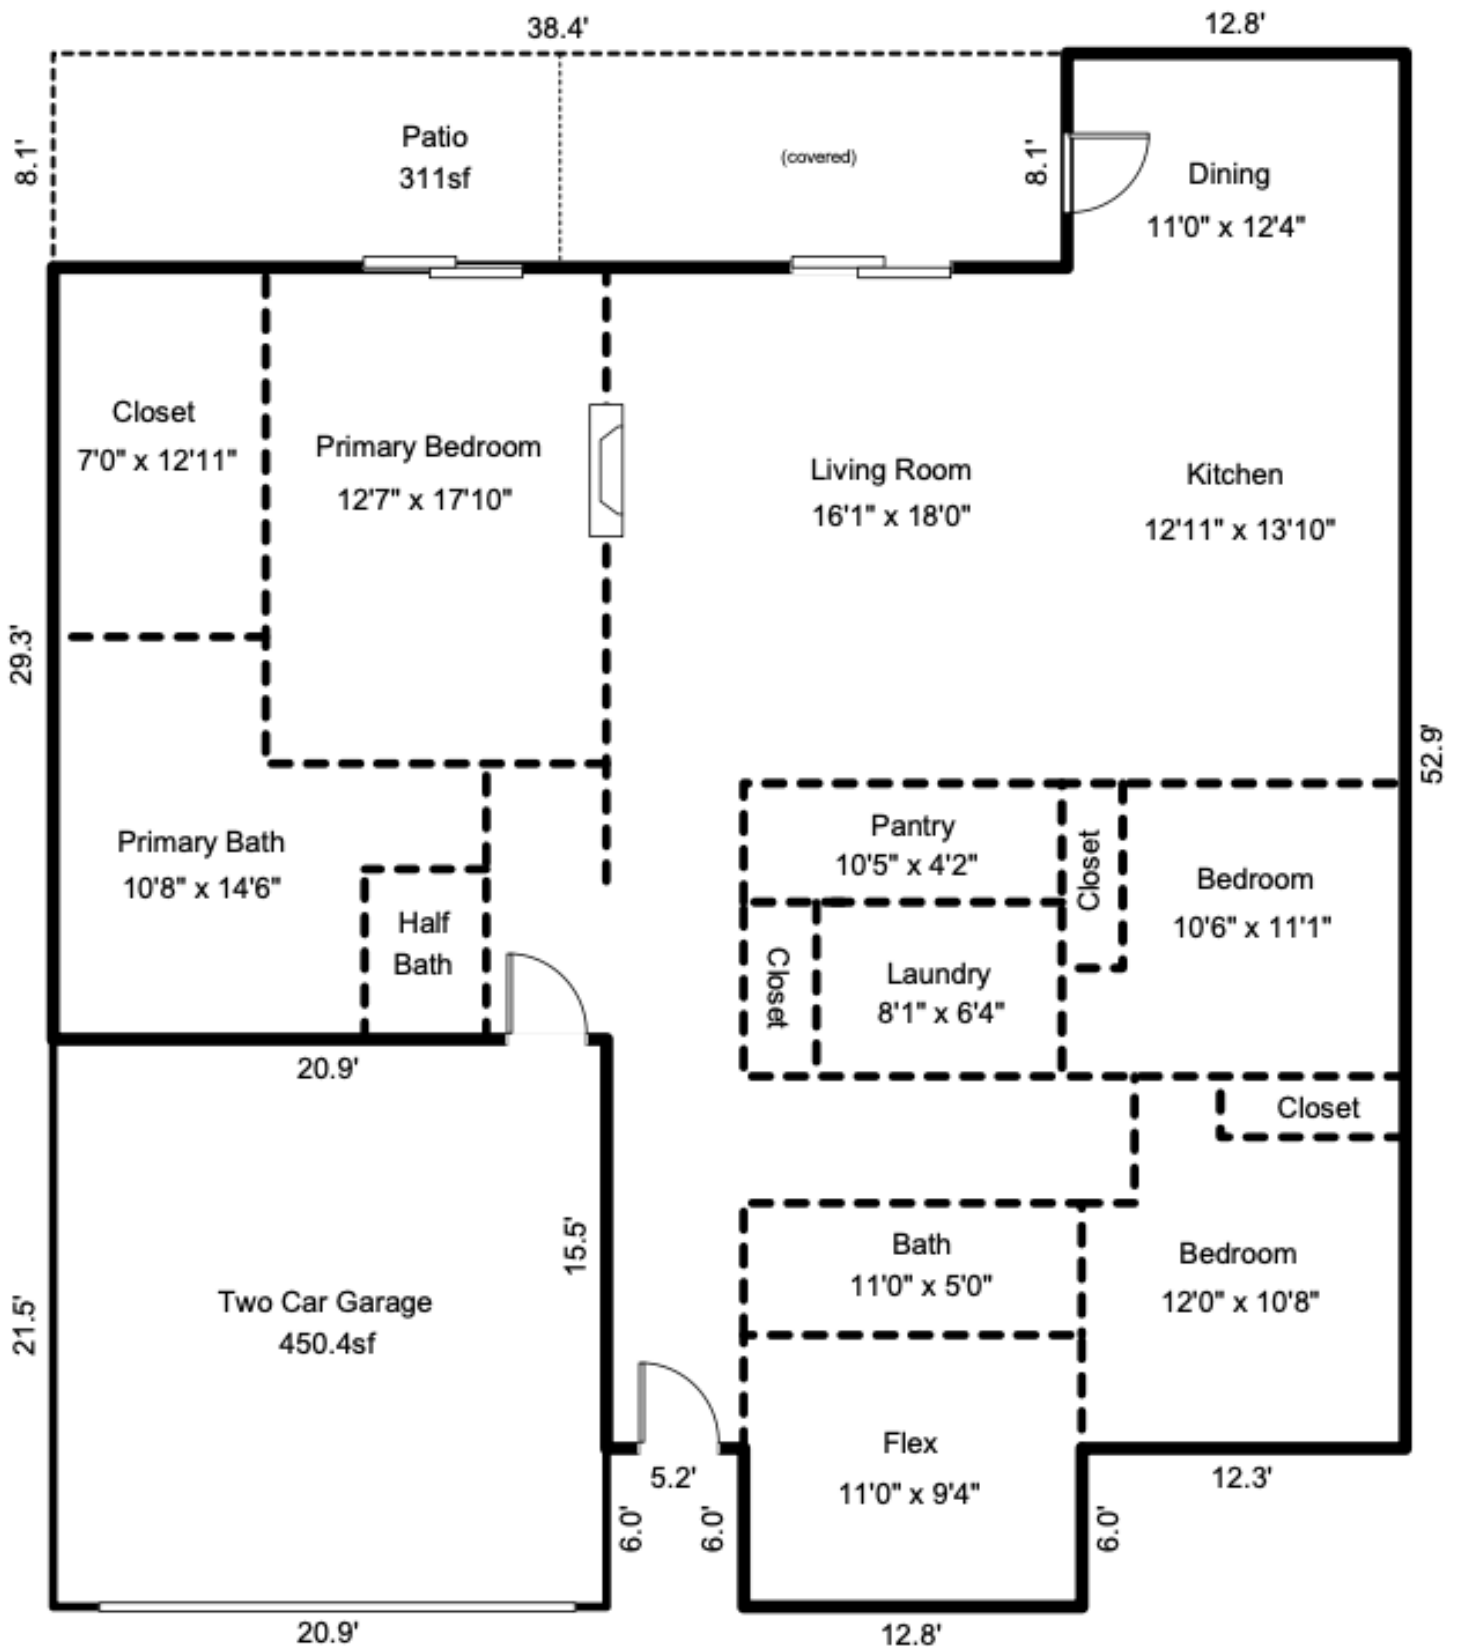 38.4'
12.8'
8.1'
Patio
311sf
(covered)
8.1'
Dining
11'0" x 12'4"
Closet
7'0" x 12'11"
Primary Bedroom
12'7" x 17'10"
Living Room
16'1" x 18'0"
Kitchen
12'11" x 13'10"
29.3'
52.9'
Primary Bath
10'8" x 14'6"
Half
Bath
Pantry
10'5" x 4'2"
Closet
Bedroom
10'6" x 11'1"
Closet
Laundry
8'1" x 6'4"
20.9'
Closet
15.5'
Bath
11'0" x 5'0"
Bedroom
12'0" x 10'8"
21.5'
Two Car Garage
450.4sf
Flex
11'0" x 9'4"
5.2'
12.3'
6.0'
6.0'
6.0'
20.9'
12.8'